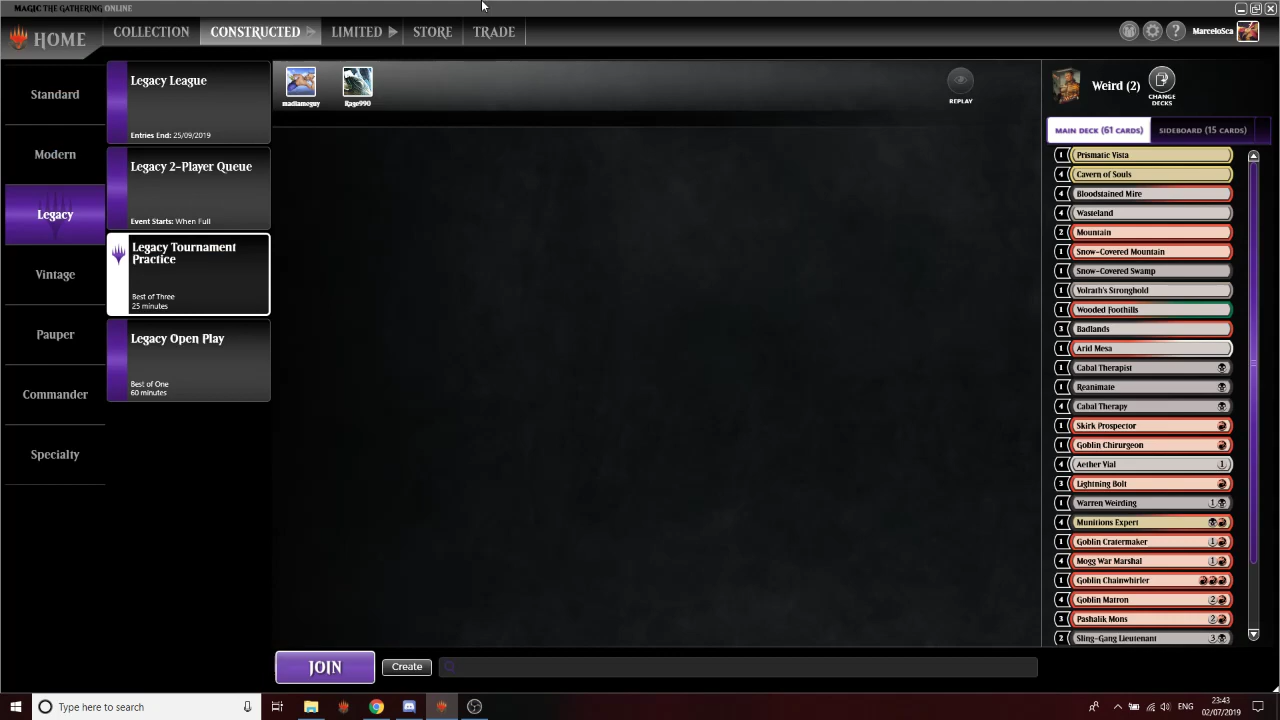 MAGIC THE GATHERING ONLINE
HOME
COLLECTION
CONSTRUCTED
LIMITED
STORE
TRADE
MarceloSca
Standard
Modern
Legacy
Vintage
Pauper
Commander
Specialty
Legacy League
Entries End: 25/09/2019
Legacy 2-Player Queue
Event Starts: When Full
Legacy Tournament
Practice
Best of Three
25 minutes
Legacy Open Play
Best of One
60 minutes
madiameguy
Rage990
REPLAY
Weird (2)
CHANGE
DECKS
MAIN DECK (61 CARDS)
SIDEBOARD (15 CARDS)
1 Prismatic Vista
4 Cavern of Souls
4 Bloodstained Mire
4 Wasteland
2 Mountain
1 Snow-Covered Mountain
1 Snow-Covered Swamp
1 Volrath's Stronghold
1 Wooded Foothills
3 Badlands
1 Arid Mesa
1 Cabal Therapist
1 Reanimate
4 Cabal Therapy
1 Skirk Prospector
1 Goblin Chirurgeon
4 Aether Vial 1
3 Lightning Bolt
1 Warren Weirding 1
4 Munitions Expert
1 Goblin Cratermaker 1
4 Mogg War Marshal 1
1 Goblin Chainwhirler
4 Goblin Matron 2
3 Pashalik Mons 2
2 Sling-Gang Lieutenant 3
JOIN
Create
Type here to search
ENG
23:43
02/07/2019